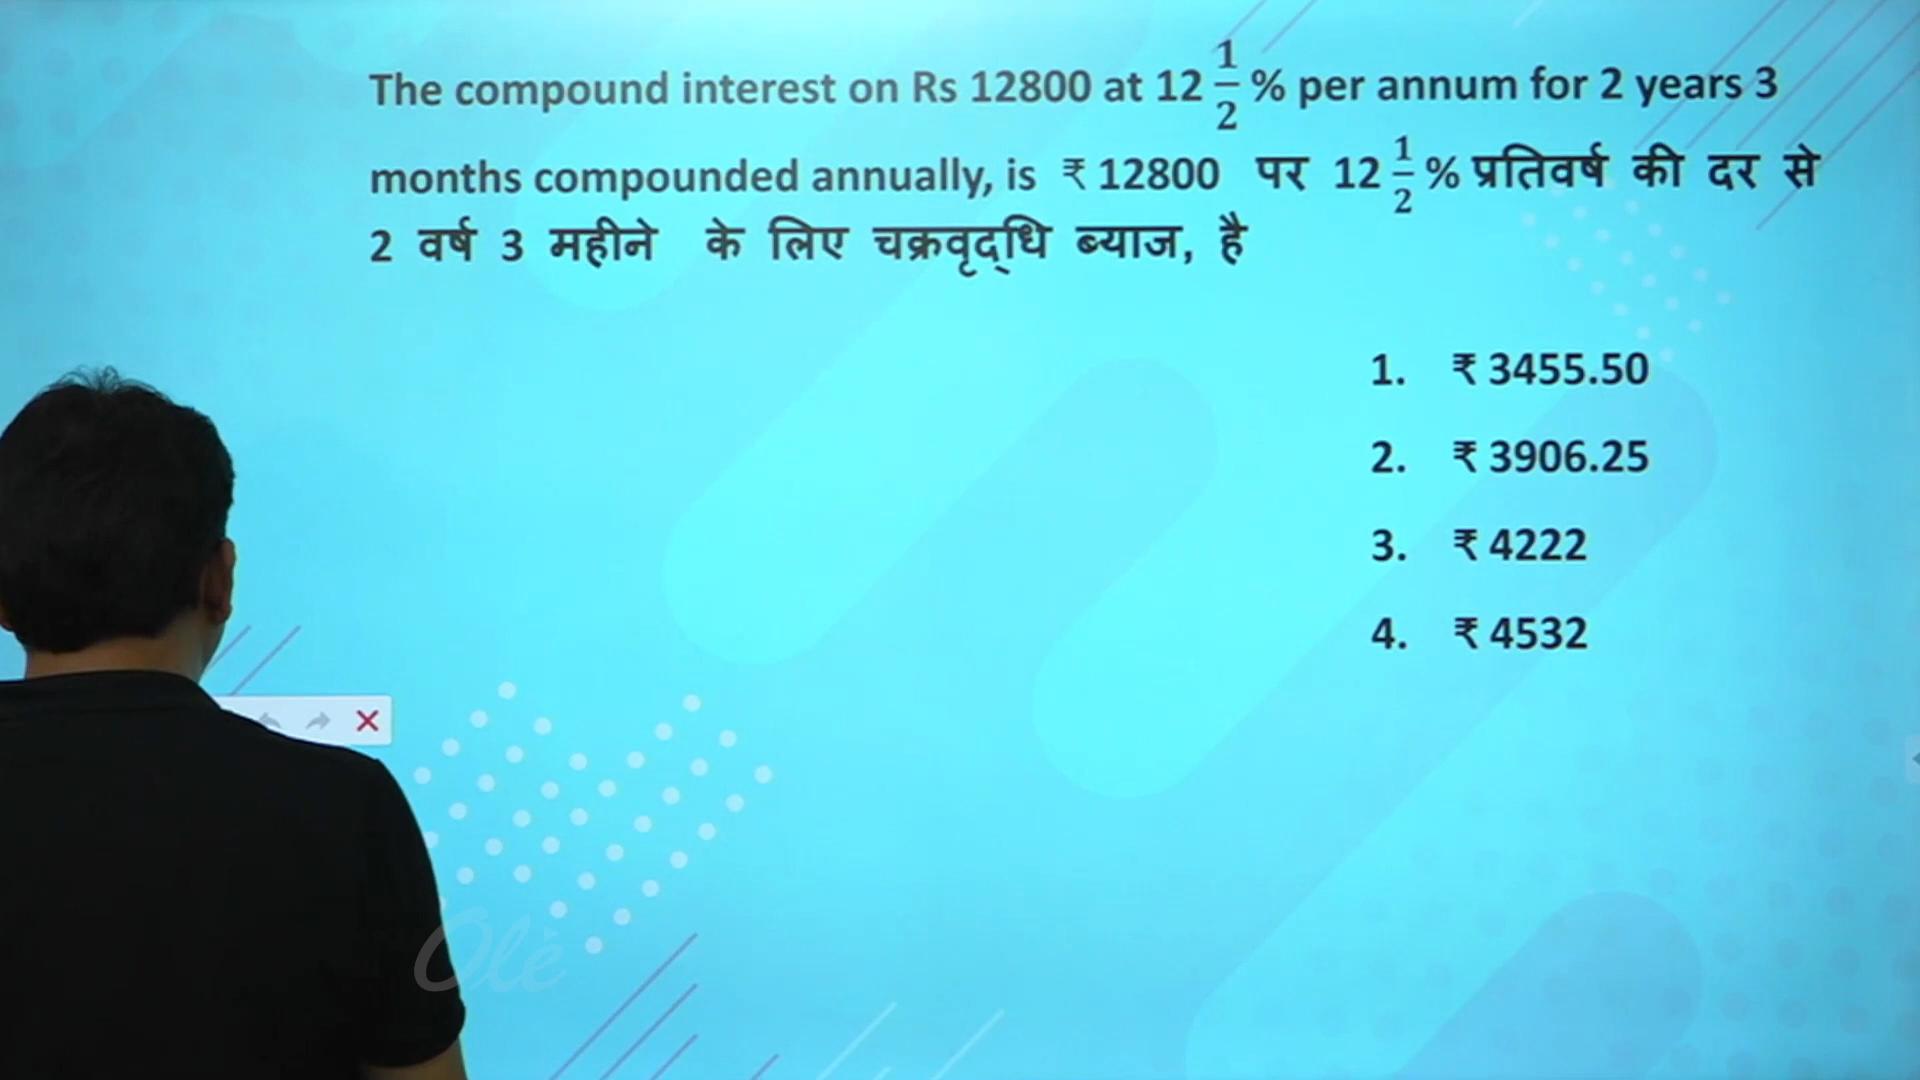 The compound interest on Rs 12800 at 12 1/2 % per annum for 2 years 3
months compounded annually, is ₹ 12800 पर 12 1/2 % प्रतिवर्ष की दर से
2 वर्ष 3 महीने के लिए चक्रवृद्धि ब्याज, है
1. ₹ 3455.50
2. ₹ 3906.25
3. ₹ 4222
4. ₹ 4532
Olè